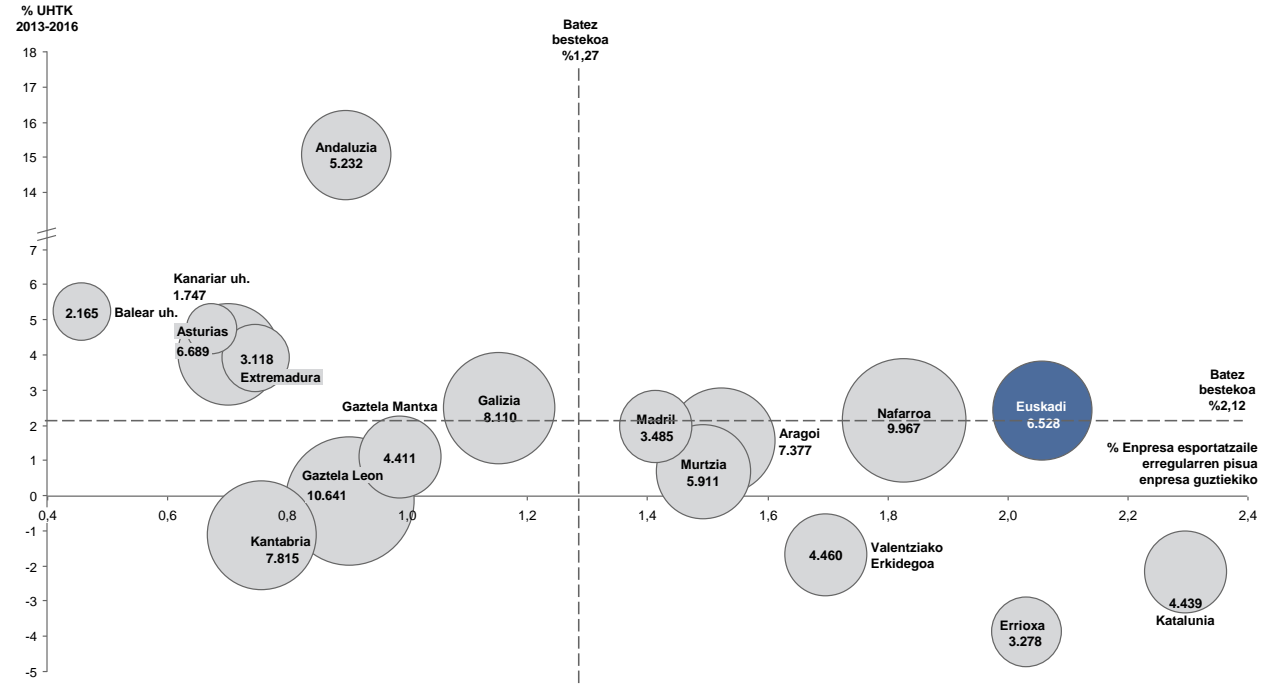 % UHTK
2013-2016
Batez
bestekoa
%1,27
18
17
16
15
14
7
6
5
4
3
2
1
0
-1
-2
-3
-4
-5
Andaluzia
5.232
Kanariar uh.
1.747
2.165
Balear uh.
Asturias
6.689
3.118
Extremadura
Gaztela Mantxa
4.411
Galizia
8.110
Gaztela Leon
10.641
Kantabria
7.815
Madril
3.485
Aragoi
7.377
Murtzia
5.911
Nafarroa
9.967
Euskadi
6.528
Batez
bestekoa
%2,12
% Enpresa esportatzaile
erregularren pisua
enpresa guztiekiko
0,4
0,6
0,8
1,0
1,2
1,4
1,6
1,8
2,0
2,2
2,4
4.460
Valentziako
Erkidegoa
Errioxa
3.278
4.439
Katalunia